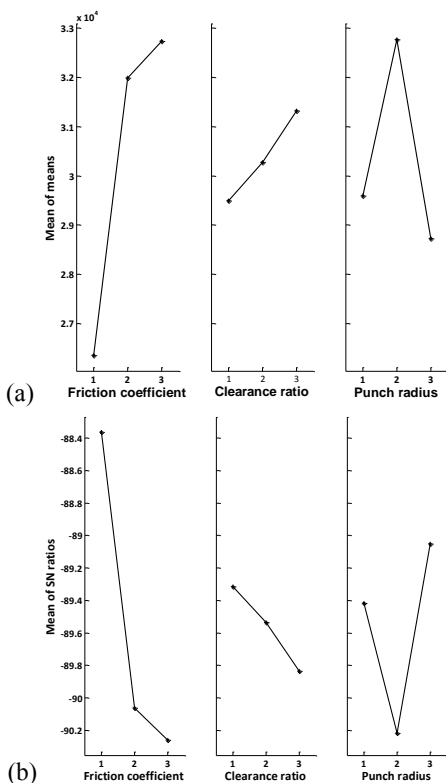 x 10⁴
3.3
3.2
3.1
3
2.9
2.8
2.7
Mean of means
1 2 3 1 2 3 1 2 3
(a) Friction coefficient Clearance ratio Punch radius
-88.4
-88.6
-88.8
-89
-89.2
-89.4
-89.6
-89.8
-90
-90.2
Mean of SN ratios
1 2 3 1 2 3 1 2 3
(b) Friction coefficient Clearance ratio Punch radius